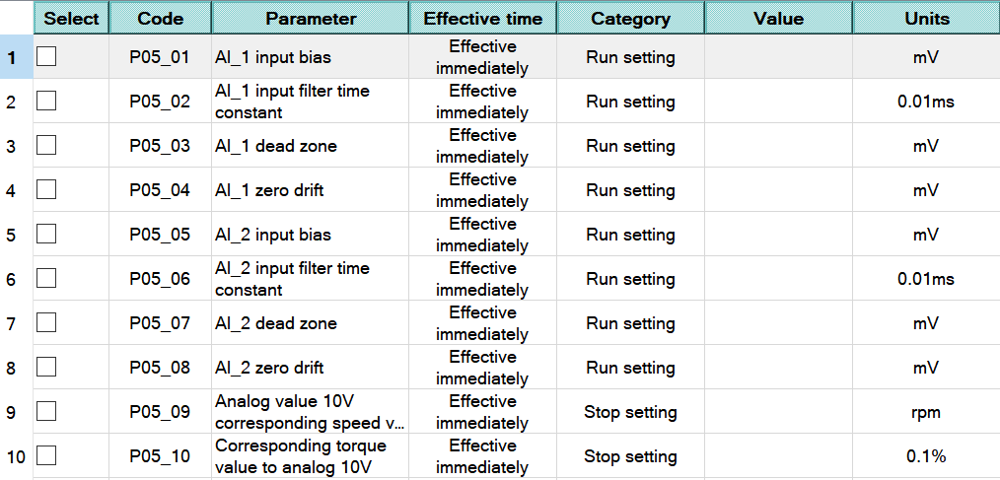 Select Code Parameter Effective time Category Value Units
1 P05_01 AI_1 input bias Effective immediately Run setting mV
2 P05_02 AI_1 input filter time constant Effective immediately Run setting 0.01ms
3 P05_03 AI_1 dead zone Effective immediately Run setting mV
4 P05_04 AI_1 zero drift Effective immediately Run setting mV
5 P05_05 AI_2 input bias Effective immediately Run setting mV
6 P05_06 AI_2 input filter time constant Effective immediately Run setting 0.01ms
7 P05_07 AI_2 dead zone Effective immediately Run setting mV
8 P05_08 AI_2 zero drift Effective immediately Run setting mV
9 P05_09 Analog value 10V corresponding speed v... Effective immediately Stop setting rpm
10 P05_10 Corresponding torque value to analog 10V Effective immediately Stop setting 0.1%